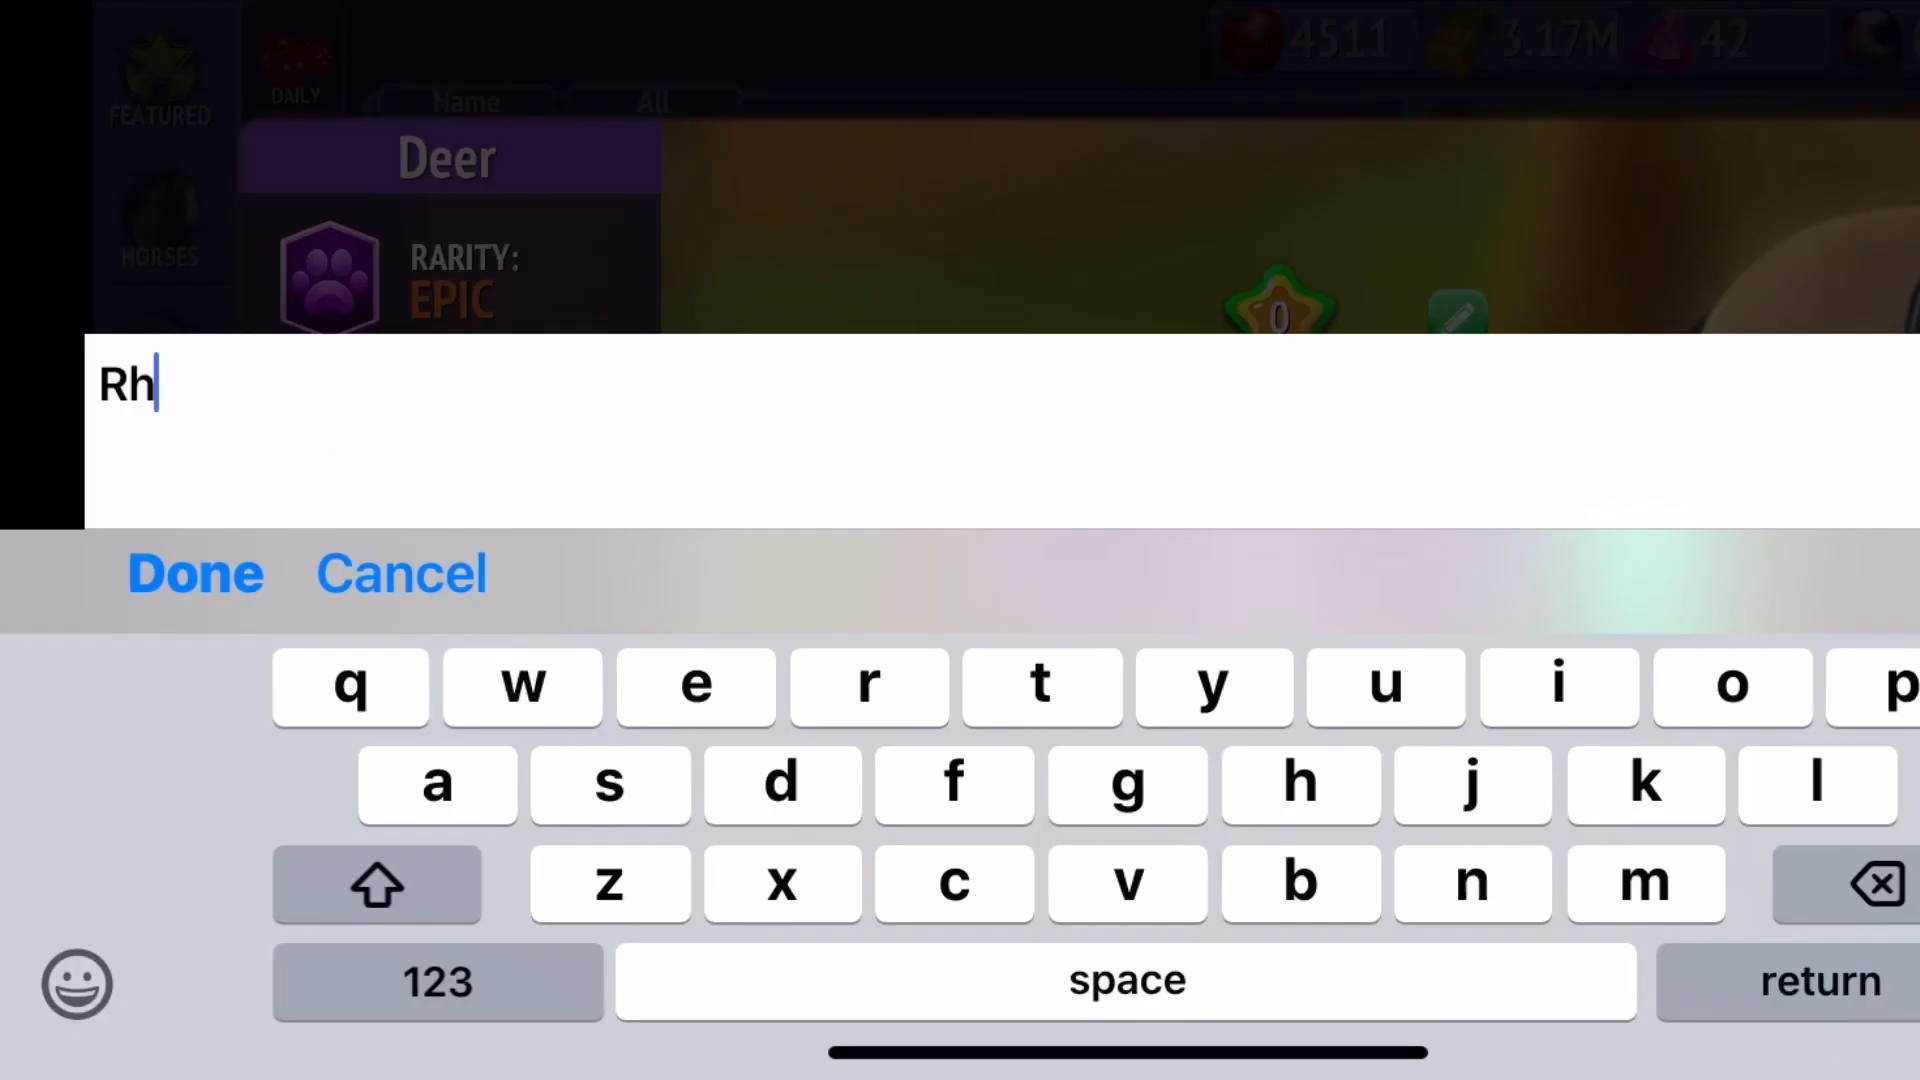 4511 3.17M 42
DAILY
FEATURED
Name All
Deer
HORSES
RARITY:
EPIC
0
Rh
Done Cancel
q w e r t y u i o p
a s d f g h j k l
z x c v b n m
123 space return